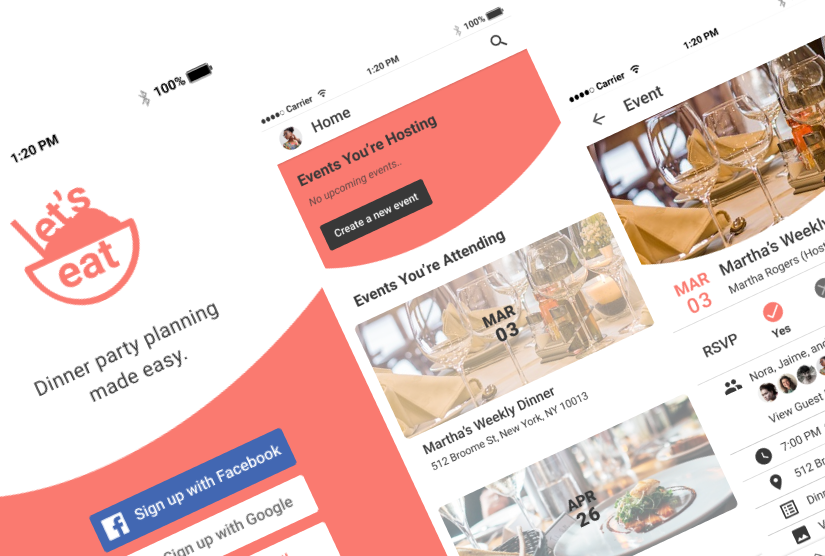 100%
1:20 PM
let's
eat
Dinner party planning
made easy.
Sign up with Facebook
Sign up with Google
Carrier
1:20 PM
100%
Home
Events You're Hosting
No upcoming events..
Create a new event
Events You're Attending
MAR
03
Martha's Weekly Dinner
512 Broome St, New York, NY 10013
APR
26
Carrier
1:20 PM
Event
MAR
03
Martha's Weekly
Martha Rogers (Host
RSVP
Yes
Nora, Jaime, and
View Guest
7:00 PM
512 Br
Dinn
V